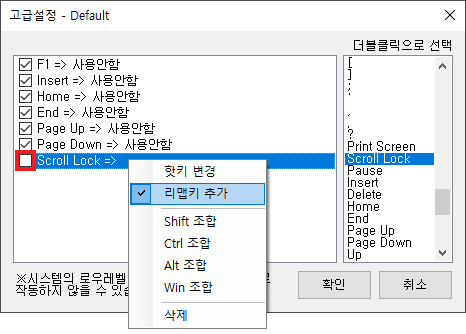 고급설정 - Default
더블클릭으로 선택
F1 => 사용안함
Insert => 사용안함
Home => 사용안함
End => 사용안함
Page Up => 사용안함
Page Down => 사용안함
Scroll Lock =>
핫키 변경
리맵키 추가
Shift 조합
Ctrl 조합
Alt 조합
Win 조합
삭제
[
]
;
,
.
?
Print Screen
Scroll Lock
Pause
Insert
Delete
Home
End
Page Up
Page Down
Up
※시스템의 로우레벨
작동하지 않을 수 있습
로
확인
취소